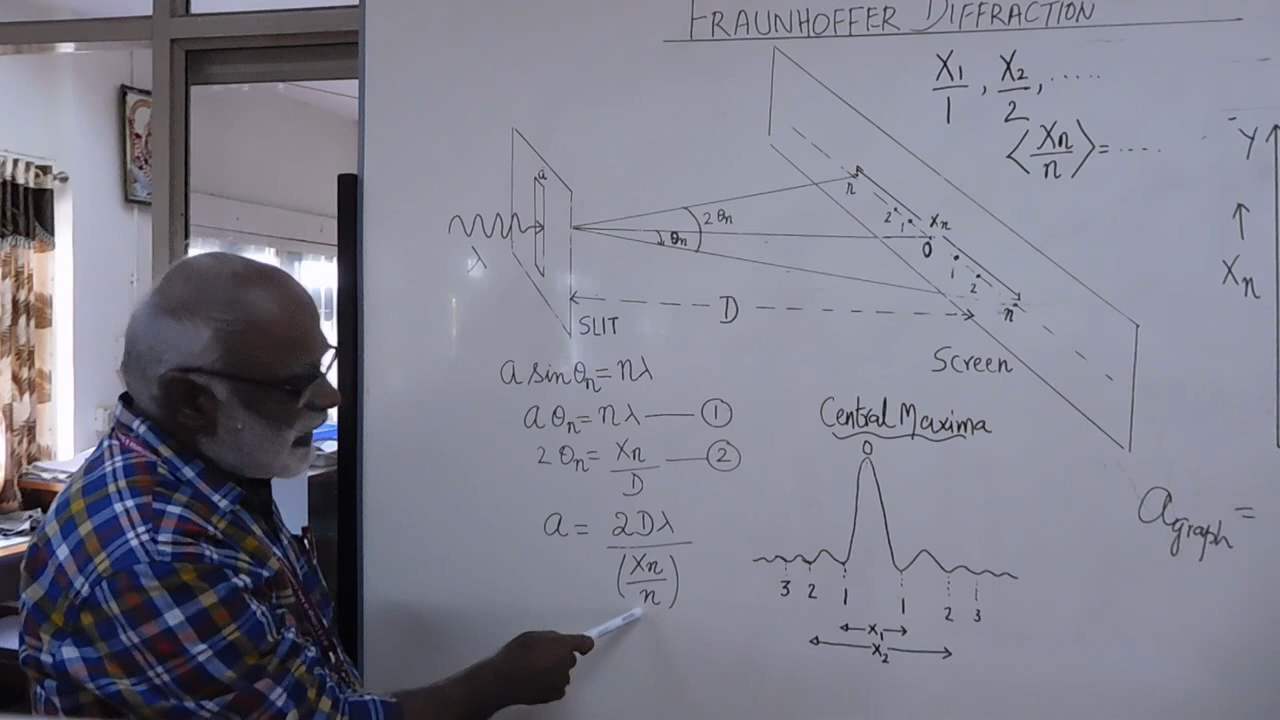 FRAUNHOFFER DIFFRACTION
X₁/1 , X₂/2 , .....
⟨Xn/n⟩ = ....
Y ↑
↑
Xn
a
λ
SLIT
2θn
θn
n
2
1
Xn
0
1
2
n
D
Screen
a sin θn = nλ
a θn = nλ —— ①
2 θn = Xn/D —— ②
a = 2Dλ/(Xn/n)
Central Maxima
0
3 2 1 1 2 3
X₁
X₂
a graph =